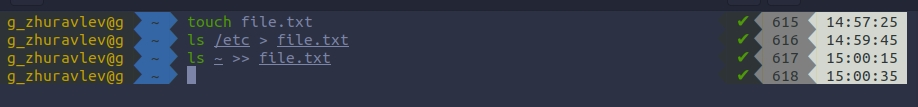 g_zhuravlev@g ~ touch file.txt ✔ 615 14:57:25
g_zhuravlev@g ~ ls /etc > file.txt ✔ 616 14:59:45
g_zhuravlev@g ~ ls ~ >> file.txt ✔ 617 15:00:15
g_zhuravlev@g ~ ✔ 618 15:00:35